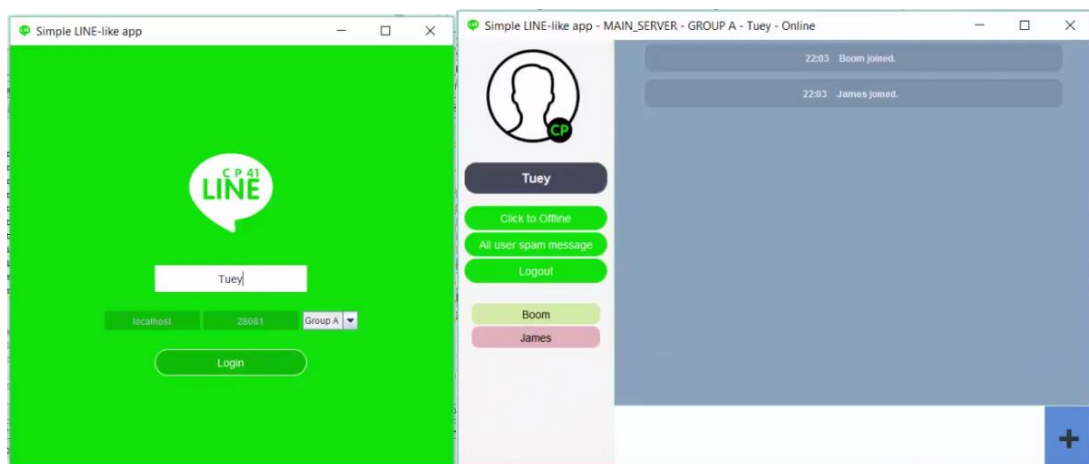 Simple LINE-like app
CP 41
LINE
Tuey
localhost 28081 Group A
Login
Simple LINE-like app - MAIN_SERVER - GROUP A - Tuey - Online
CP
Tuey
Click to Offline
All user spam message
Logout
Boom
James
22:03 Boom joined.
22:03 James joined.
+